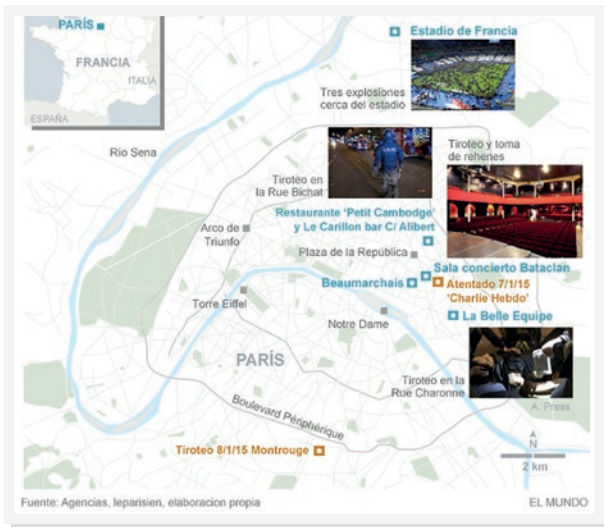 PARÍS
FRANCIA
ITALIA
ESPAÑA
Estadio de Francia
Tres explosiones
cerca del estadio
Rio Sena
Tiroteo y toma
de rehenes
Tiroteo en
la Rue Bichat
Restaurante 'Petit Cambodge'
y Le Carillon bar C/ Alibert
Arco de
Triunfo
Plaza de la República
Sala concierto Bataclan
Beaumarchais
Atentado 7/1/15
'Charlie Hebdo'
Torre Eiffel
Notre Dame
La Belle Equipe
PARÍS
Tiroteo en la
Rue Charonne
A. Press
Boulevard Périphérique
Tiroteo 8/1/15 Montrouge
N
2 km
Fuente: Agencias, leparisien, elaboracion propia
EL MUNDO